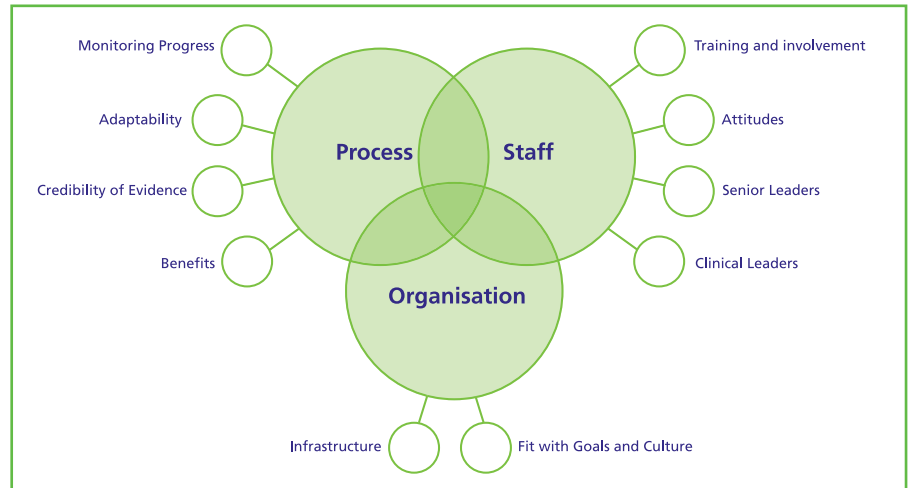 Monitoring Progress
Training and involvement
Adaptability
Attitudes
Process
Staff
Credibility of Evidence
Senior Leaders
Benefits
Clinical Leaders
Organisation
Infrastructure
Fit with Goals and Culture